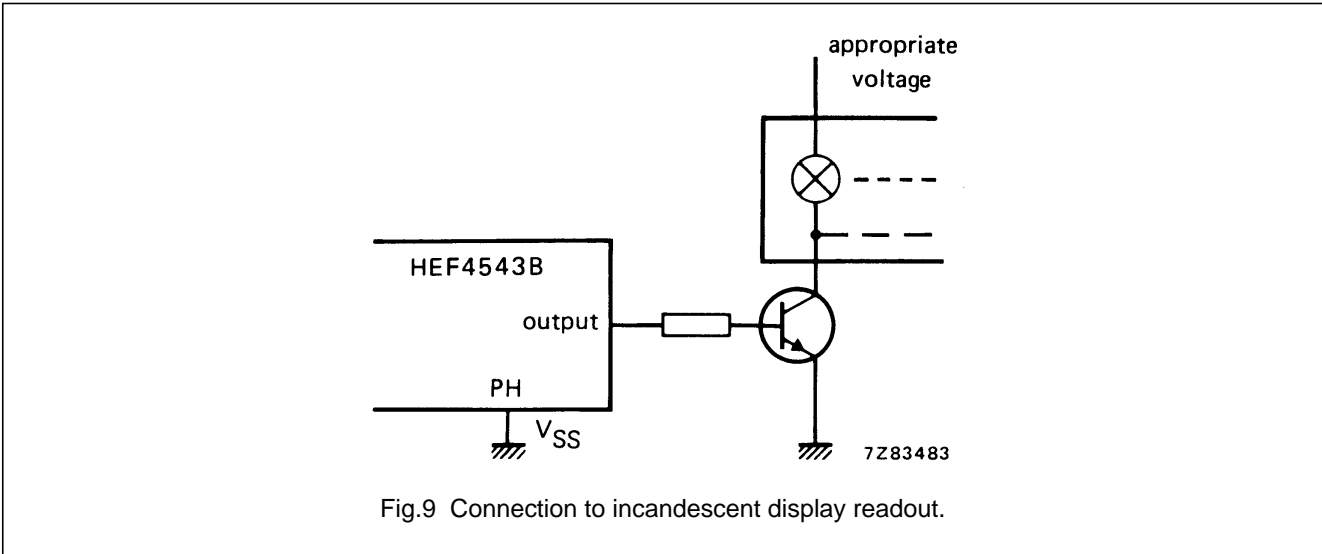 appropriate
voltage
HEF4543B
output
PH
VSS
7Z83483
Fig.9 Connection to incandescent display readout.